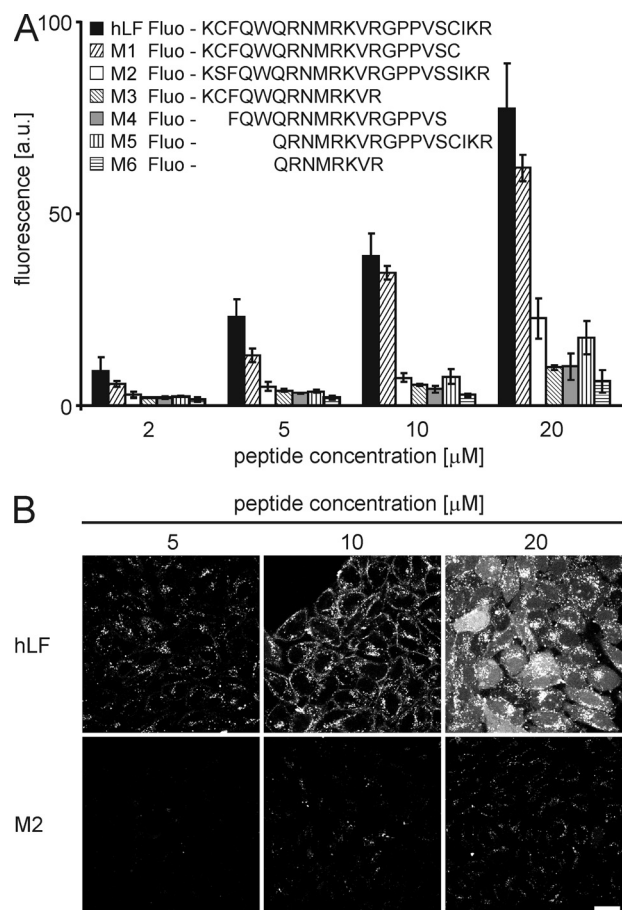 A
hLF Fluo - KCFQWQRNMRKVRGPPVSCIKR
M1 Fluo - KCFQWQRNMRKVRGPPVSC
M2 Fluo - KSFQWQRNMRKVRGPPVSSIKR
M3 Fluo - KCFQWQRNMRKVR
M4 Fluo - FQWQRNMRKVRGPPVS
M5 Fluo - QRNMRKVRGPPVSCIKR
M6 Fluo - QRNMRKVR
100
50
0
fluorescence [a.u.]
2 5 10 20
peptide concentration [µM]
B
peptide concentration [µM]
5 10 20
hLF
M2